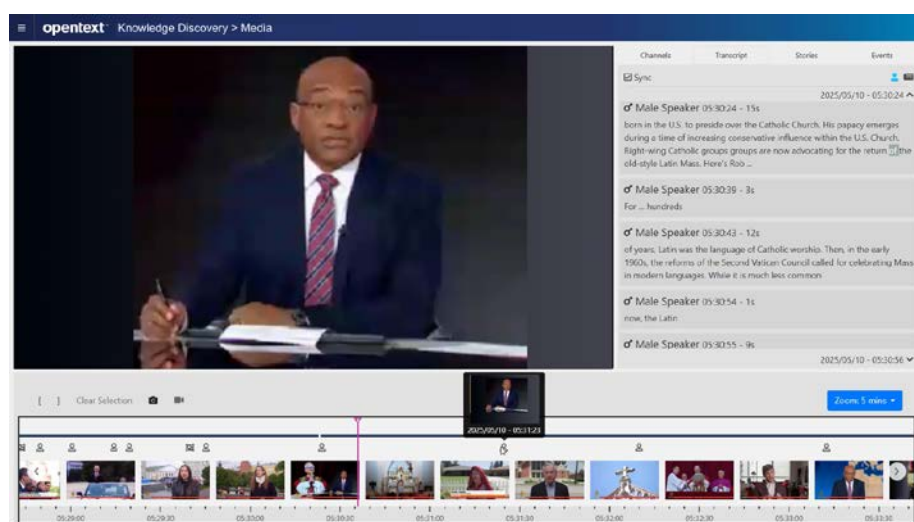 opentext™ Knowledge Discovery > Media
Channels Transcript Stories Events
Sync
2025/05/10 - 05:30:24
Male Speaker 05:30:24 - 15s
born in the U.S. to preside over the Catholic Church. His papacy emerges
during a time of increasing conservative influence within the U.S. Church.
Right-wing Catholic groups groups are now advocating for the return the
old-style Latin Mass. Here's Rob ...
Male Speaker 05:30:39 - 3s
For ... hundreds
Male Speaker 05:30:43 - 12s
of years, Latin was the language of Catholic worship. Then, in the early
1960s, the reforms of the Second Vatican Council called for celebrating Mass
in modern languages. While it is much less common
Male Speaker 05:30:54 - 1s
now, the Latin
Male Speaker 05:30:55 - 9s
2025/05/10 - 05:30:56
[ ] Clear Selection
Zoom: 5 mins
2025/05/10 - 05:31:23
05:29:00 05:29:30 05:30:00 05:30:30 05:31:00 05:31:30 05:32:00 05:32:30 05:33:00 05:33:30